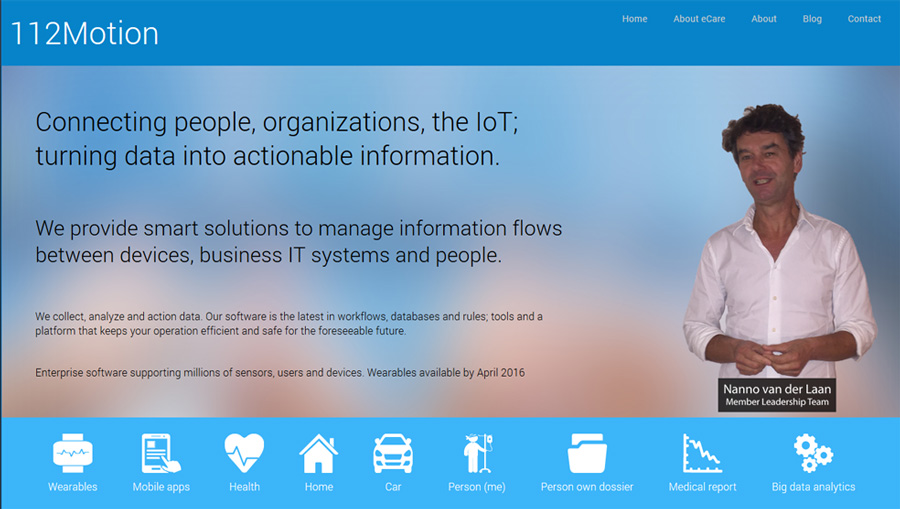 112Motion
Home About eCare About Blog Contact
Connecting people, organizations, the IoT;
turning data into actionable information.
We provide smart solutions to manage information flows
between devices, business IT systems and people.
We collect, analyze and action data. Our software is the latest in workflows, databases and rules; tools and a
platform that keeps your operation efficient and safe for the foreseeable future.
Enterprise software supporting millions of sensors, users and devices. Wearables available by April 2016
Nanno van der Laan
Member Leadership Team
Wearables Mobile apps Health Home Car Person (me) Person own dossier Medical report Big data analytics